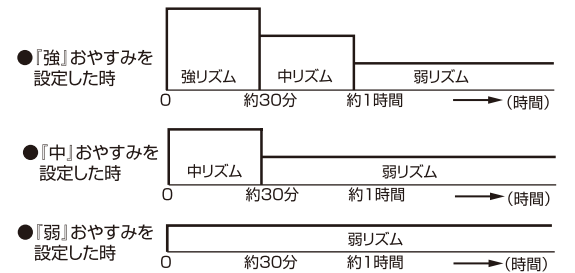 ●『強』おやすみを
設定した時
強リズム 中リズム 弱リズム
0 約30分 約1時間 (時間)
●『中』おやすみを
設定した時
中リズム 弱リズム
0 約30分 約1時間 (時間)
●『弱』おやすみを
設定した時
弱リズム
0 約30分 約1時間 (時間)